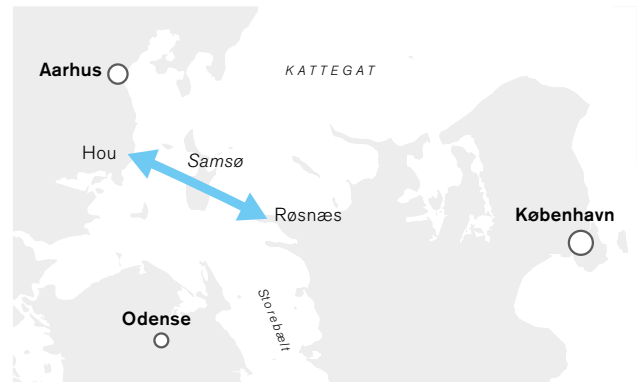 Aarhus
KATTEGAT
Hou
Samsø
Røsnæs
København
Storebælt
Odense